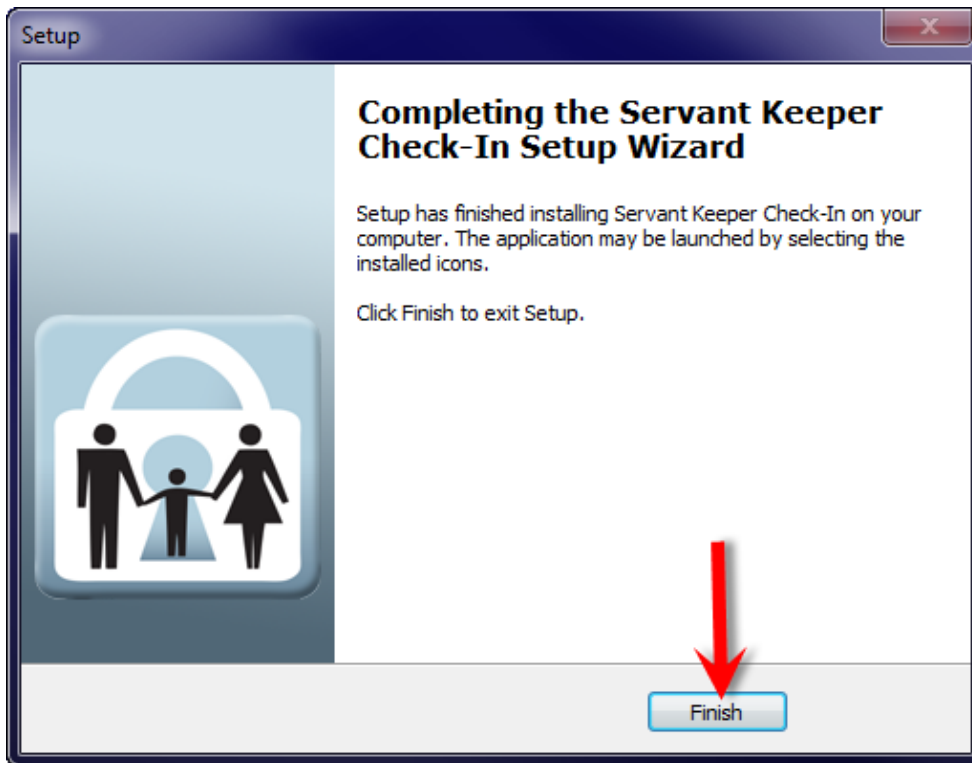 Setup
Completing the Servant Keeper
Check-In Setup Wizard
Setup has finished installing Servant Keeper Check-In on your
computer. The application may be launched by selecting the
installed icons.
Click Finish to exit Setup.
Finish